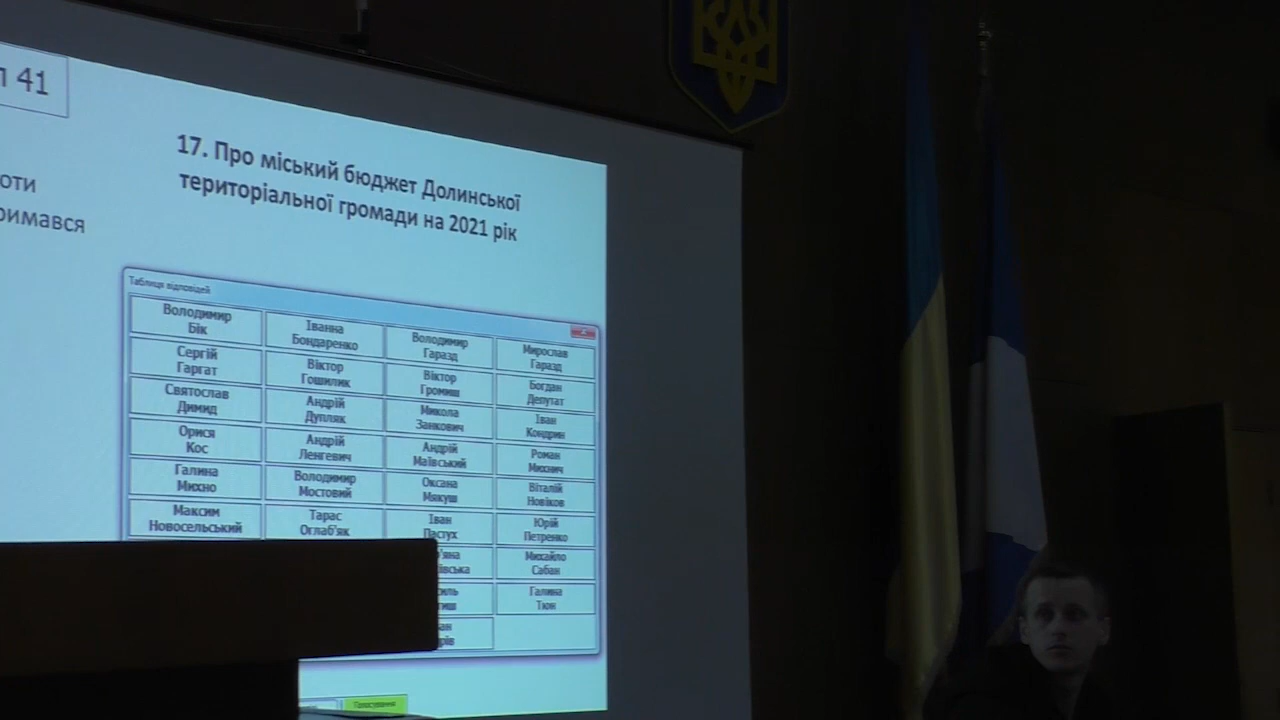 41
17. Про міський бюджет Долинської
територіальної громади на 2021 рік
Таблиця відповідей
Володимир
Бік
Іванна
Бондаренко
Володимир
Гаразд
Мирослав
Гаразд
Сергій
Гаргат
Віктор
Гошилик
Віктор
Громиш
Богдан
Депутат
Святослав
Димид
Андрій
Дупляк
Микола
Занкович
Іван
Кондрин
Орися
Кос
Андрій
Ленгевич
Андрій
Маївський
Роман
Михнич
Галина
Михно
Володимир
Мостовий
Оксана
Мякуш
Віталій
Новіков
Максим
Новосельський
Тарас
Оглаб'як
Іван
Пастух
Юрій
Петренко
Михайло
Сабан
Галина
Тюн
Голосування